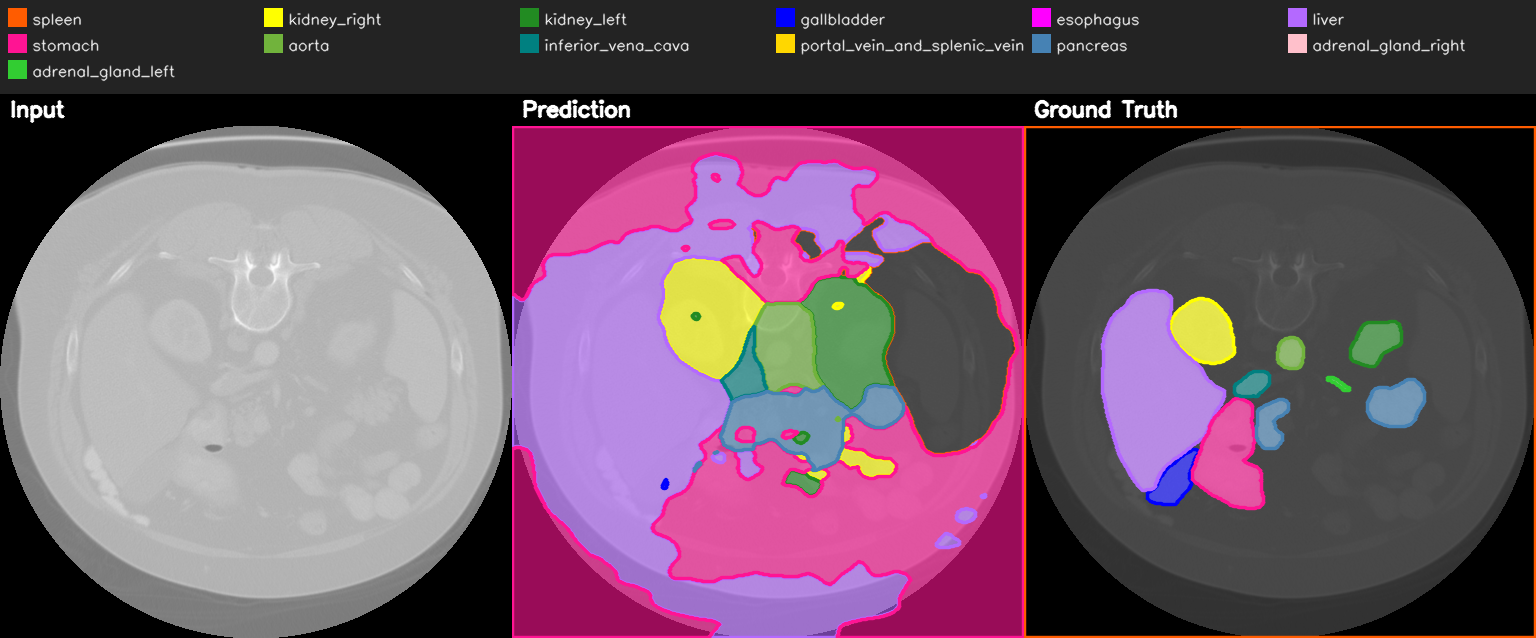 spleen kidney_right kidney_left gallbladder esophagus liver
stomach aorta inferior_vena_cava portal_vein_and_splenic_vein pancreas adrenal_gland_right
adrenal_gland_left
Input Prediction Ground Truth